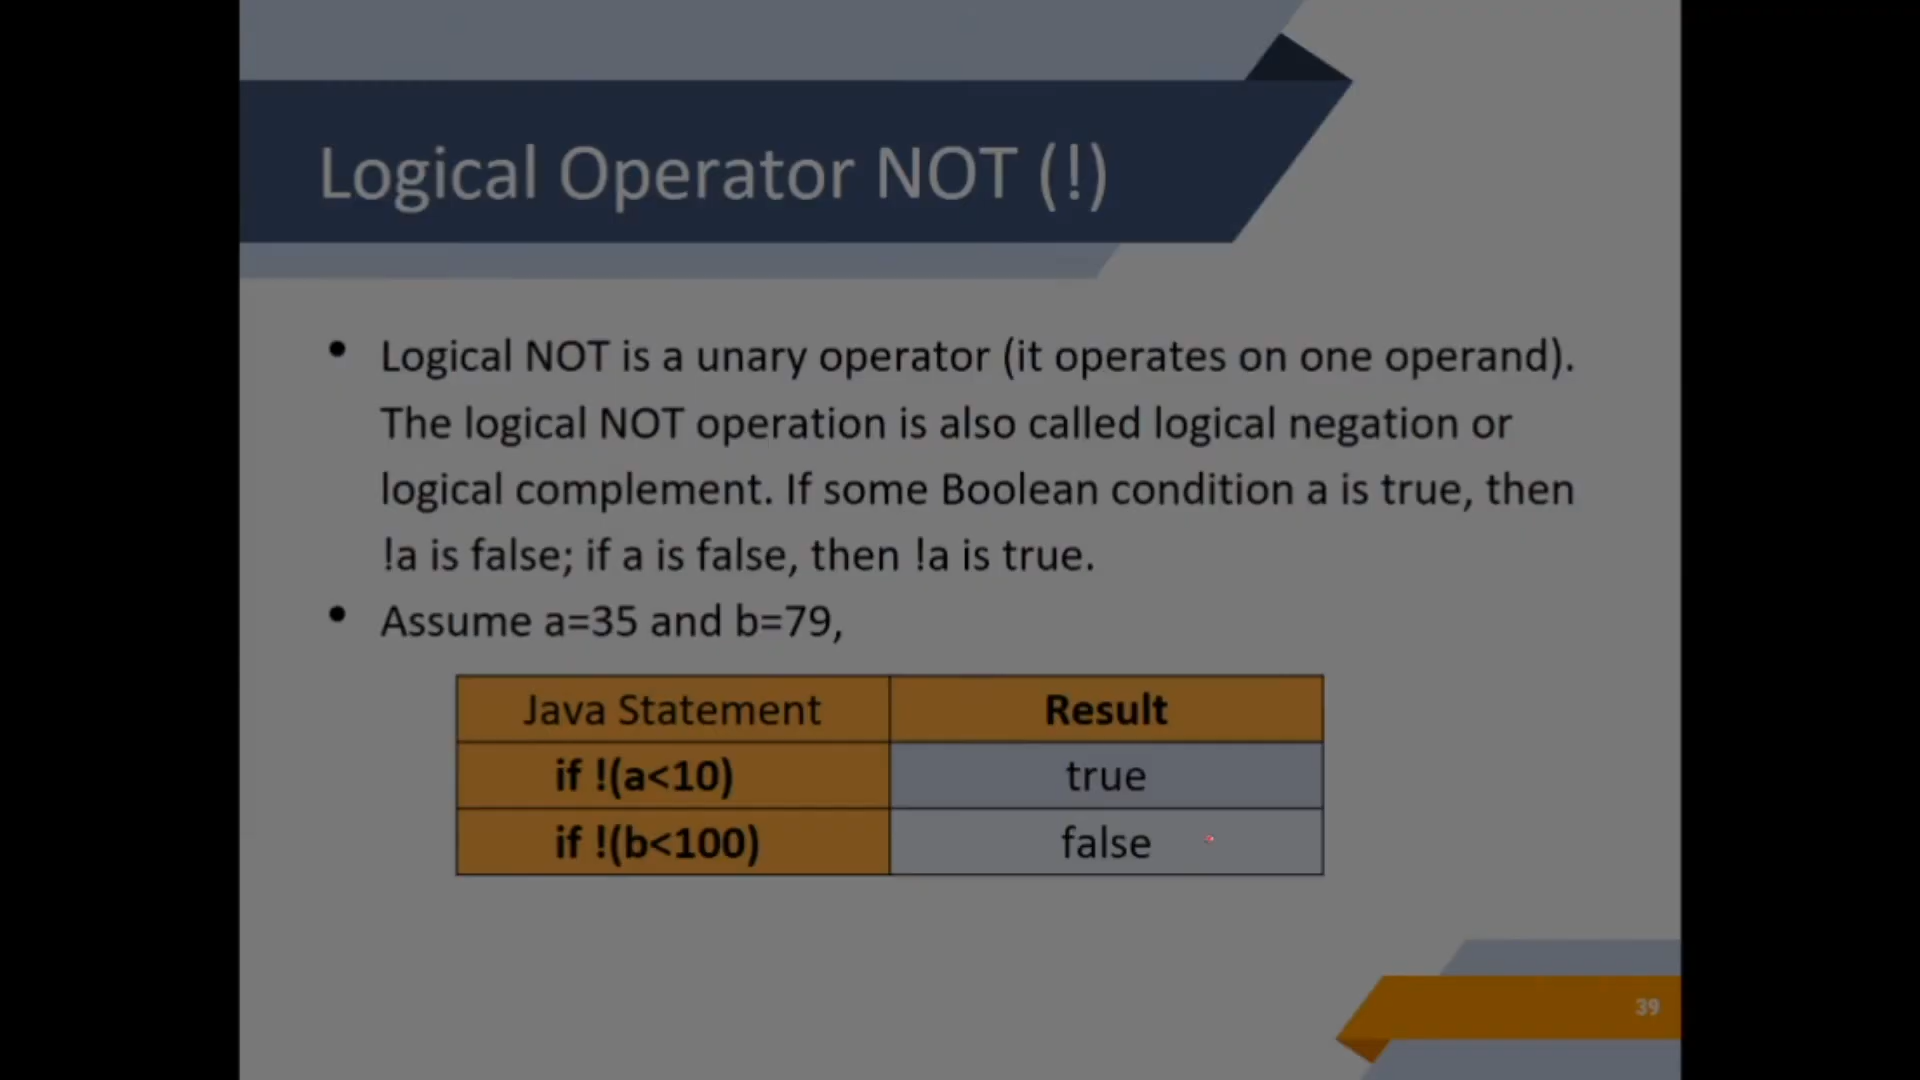 Logical Operator NOT (!)
• Logical NOT is a unary operator (it operates on one operand).
The logical NOT operation is also called logical negation or
logical complement. If some Boolean condition a is true, then
!a is false; if a is false, then !a is true.
• Assume a=35 and b=79,
Java Statement Result
if !(a<10) true
if !(b<100) false
39